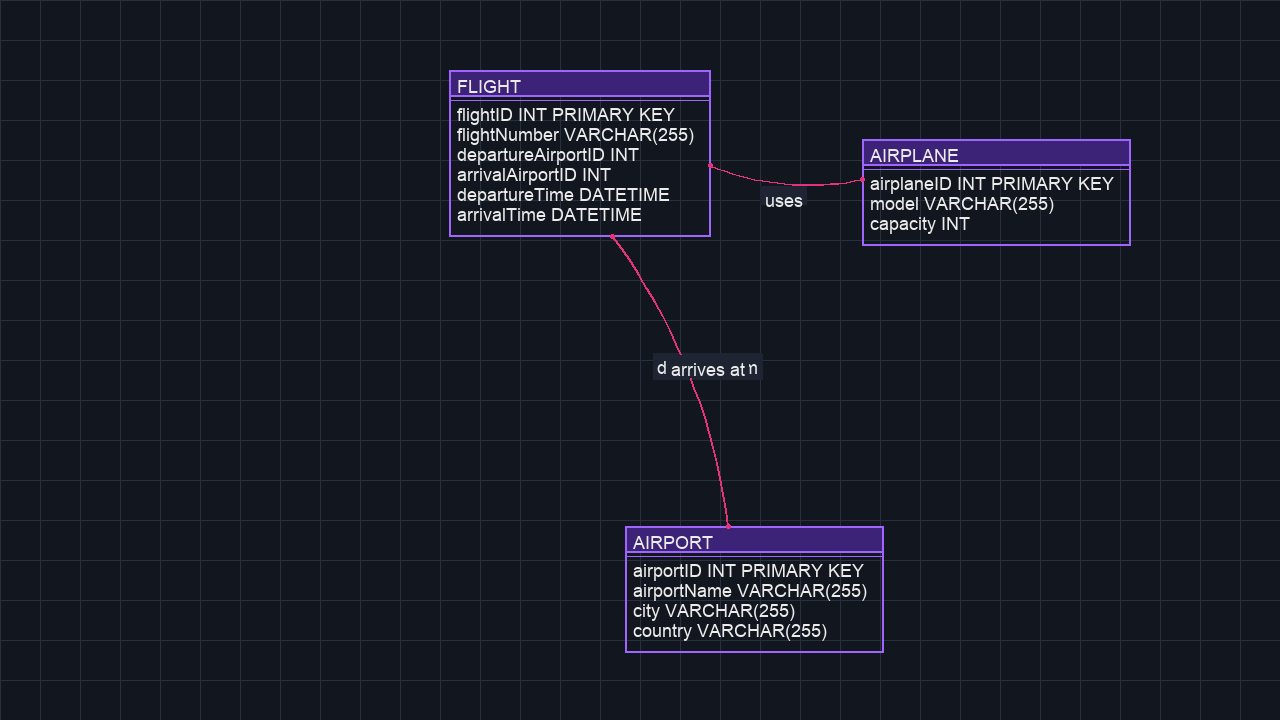 FLIGHT
flightID INT PRIMARY KEY
flightNumber VARCHAR(255)
departureAirportID INT
arrivalAirportID INT
departureTime DATETIME
arrivalTime DATETIME
AIRPLANE
airplaneID INT PRIMARY KEY
model VARCHAR(255)
capacity INT
uses
arrives at
AIRPORT
airportID INT PRIMARY KEY
airportName VARCHAR(255)
city VARCHAR(255)
country VARCHAR(255)